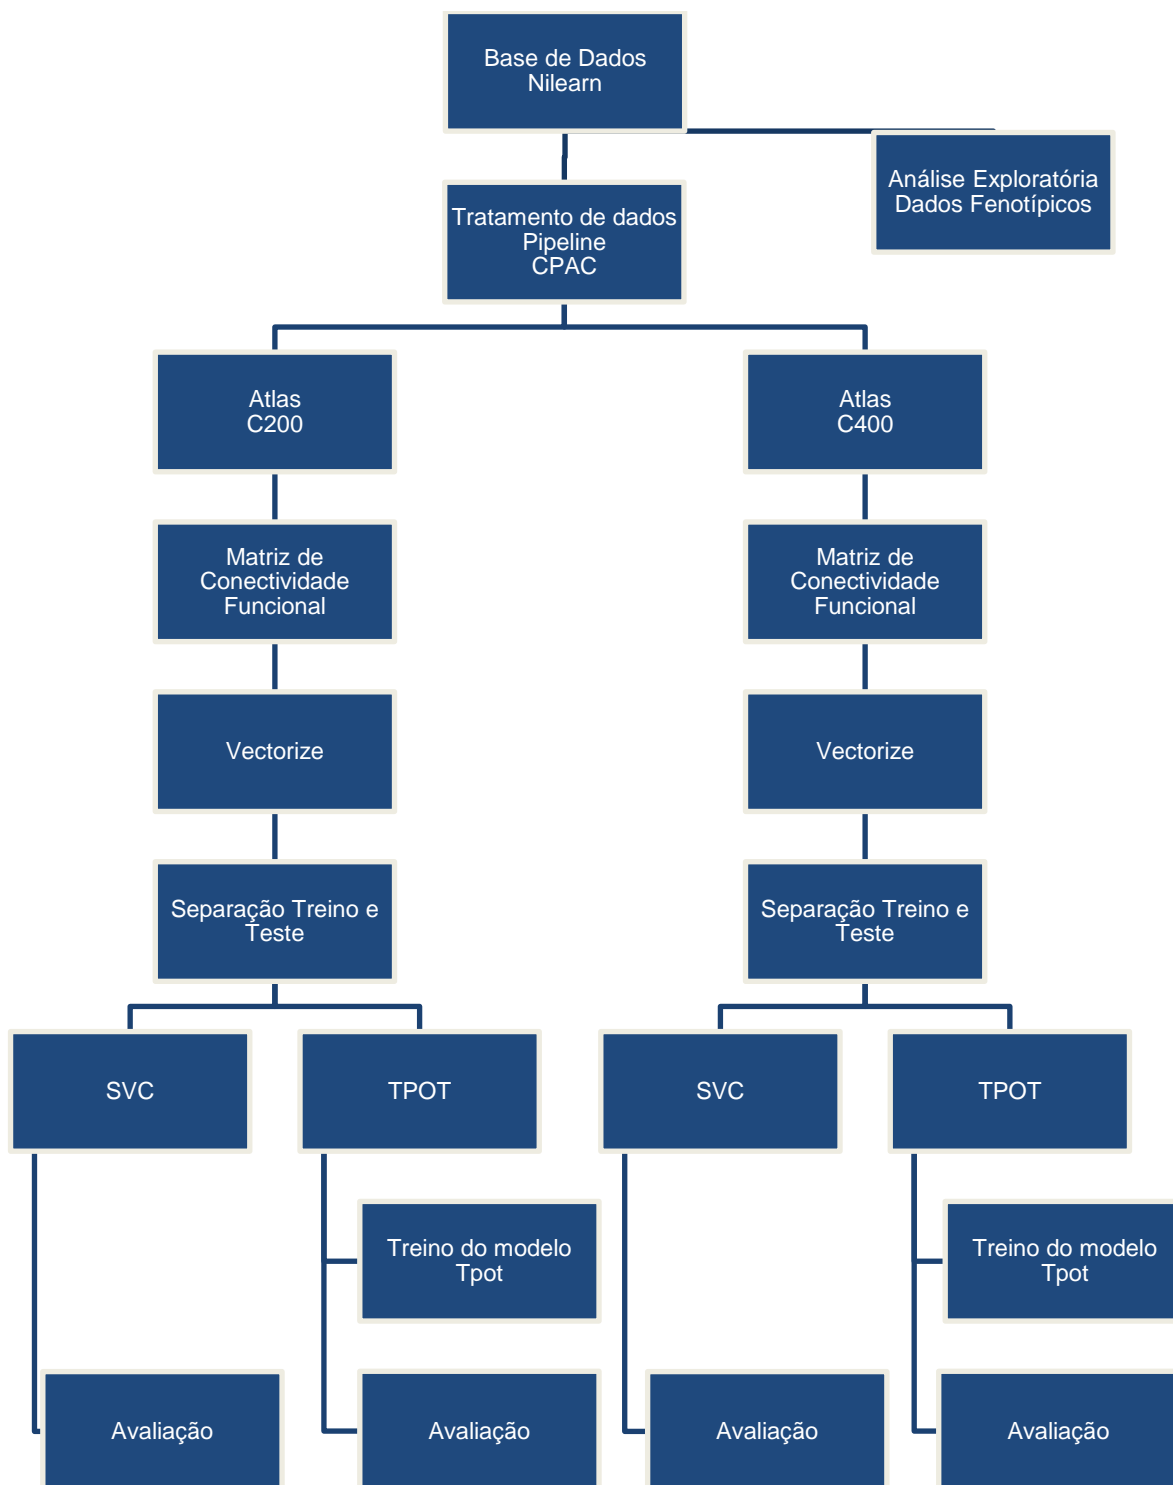 Base de Dados
Nilearn
Análise Exploratória
Dados Fenotípicos
Tratamento de dados
Pipeline
CPAC
Atlas
C200
Atlas
C400
Matriz de
Conectividade
Funcional
Matriz de
Conectividade
Funcional
Vectorize
Vectorize
Separação Treino e
Teste
Separação Treino e
Teste
SVC
TPOT
SVC
TPOT
Treino do modelo
Tpot
Treino do modelo
Tpot
Avaliação
Avaliação
Avaliação
Avaliação